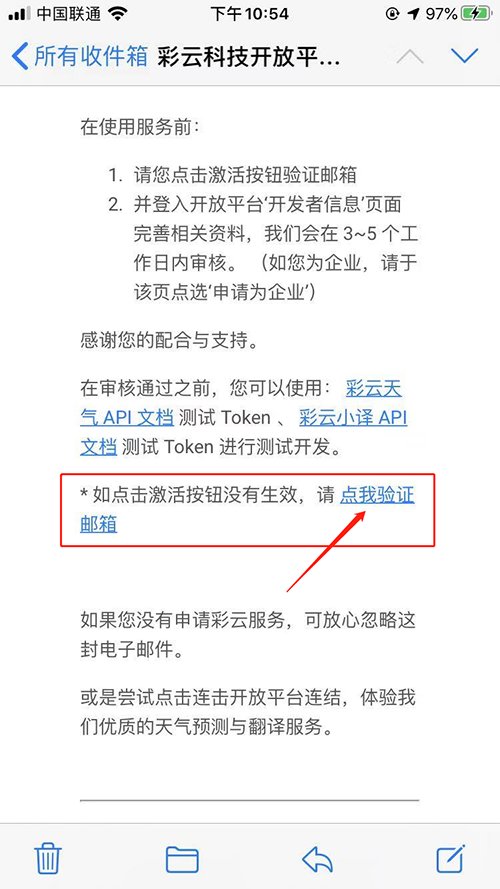 中国联通 下午10:54 97%
所有收件箱 彩云科技开放平...
在使用服务前：
1. 请您点击激活按钮验证邮箱
2. 并登入开放平台‘开发者信息’页面
完善相关资料，我们会在 3~5 个工
作日内审核。（如您为企业，请于
该页点选‘申请为企业’）
感谢您的配合与支持。
在审核通过之前，您可以使用： 彩云天
气 API 文档 测试 Token 、 彩云小译 API
文档 测试 Token 进行测试开发。
* 如点击激活按钮没有生效，请 点我验证
邮箱
如果您没有申请彩云服务，可放心忽略这
封电子邮件。
或是尝试点击连击开放平台连结，体验我
们优质的天气预测与翻译服务。